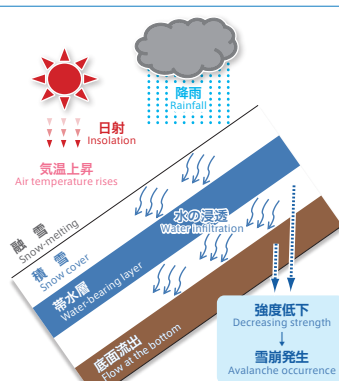 降雨
Rainfall
日射
Insolation
気温上昇
Air temperature rises
融 雪
Snow-melting
積 雪
Snow cover
水の浸透
Water Infiltration
帯水層
Water-bearing layer
底面流出
Flow at the bottom
強度低下
Decreasing strength
↓
雪崩発生
Avalanche occurrence